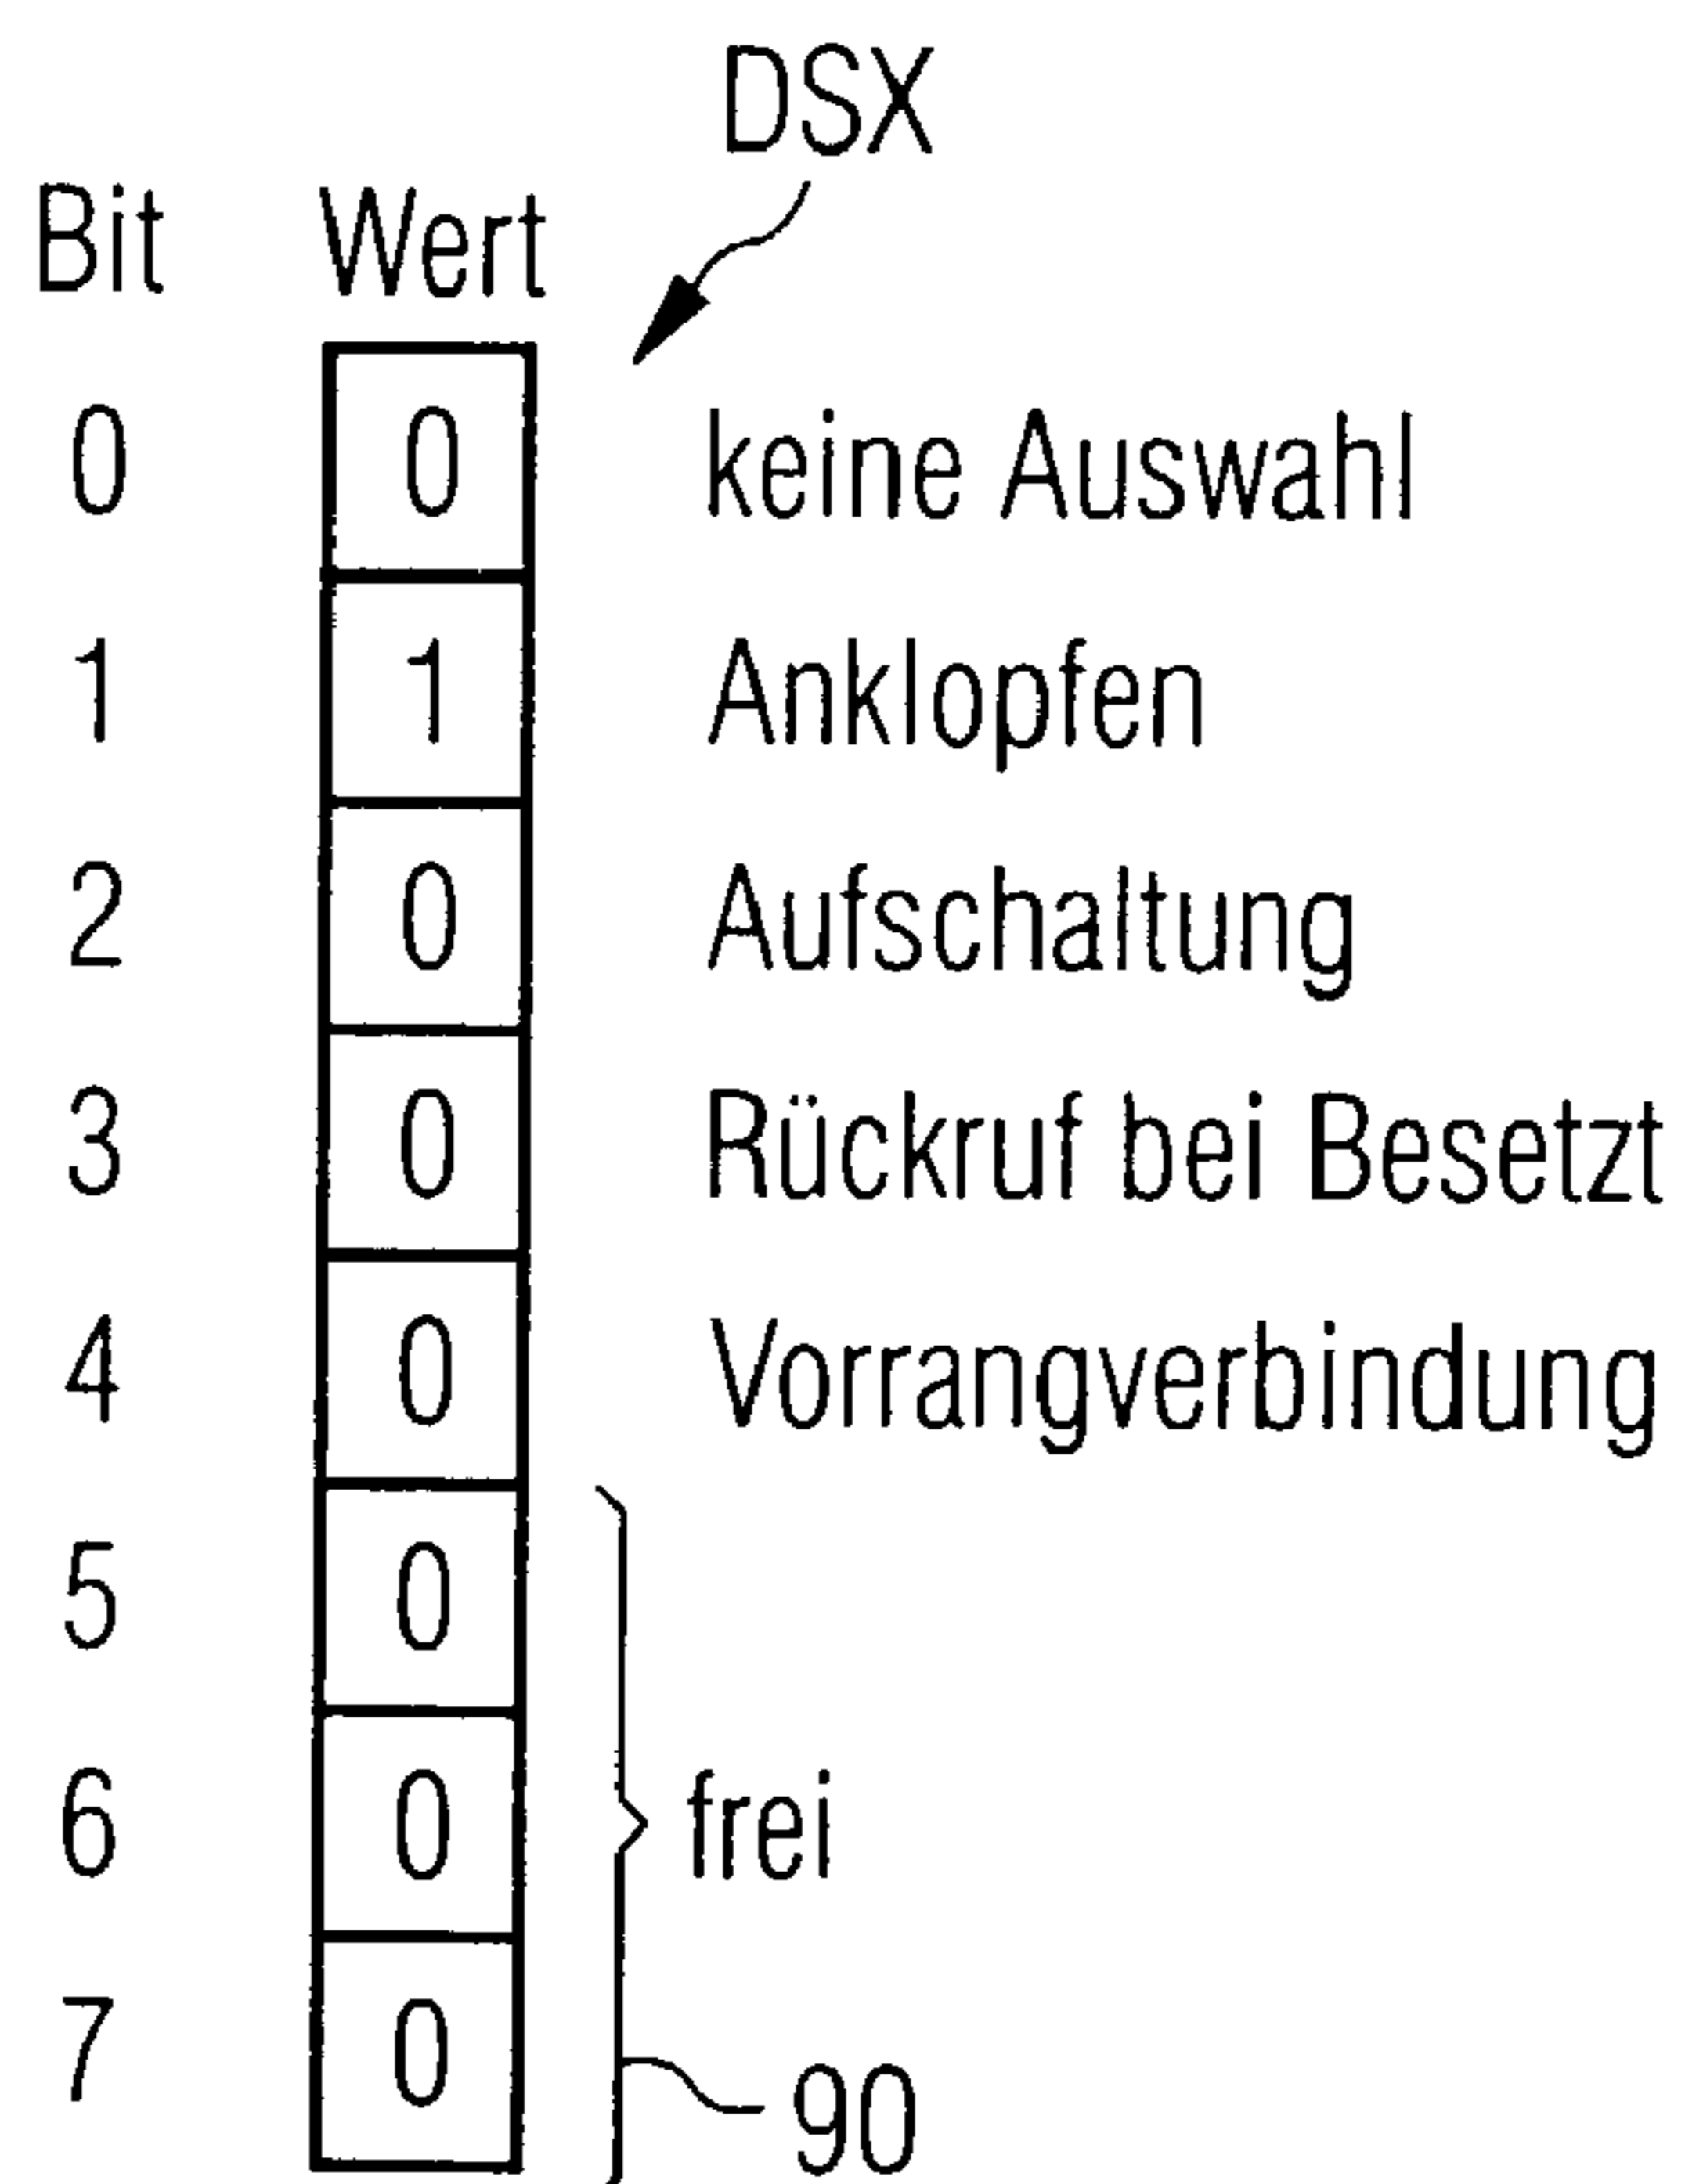 DSX
Bit Wert
0 0 keine Auswahl
1 1 Anklopfen
2 0 Aufschaltung
3 0 Rückruf bei Besetzt
4 0 Vorrangverbindung
5 0
6 0 frei
7 0
90